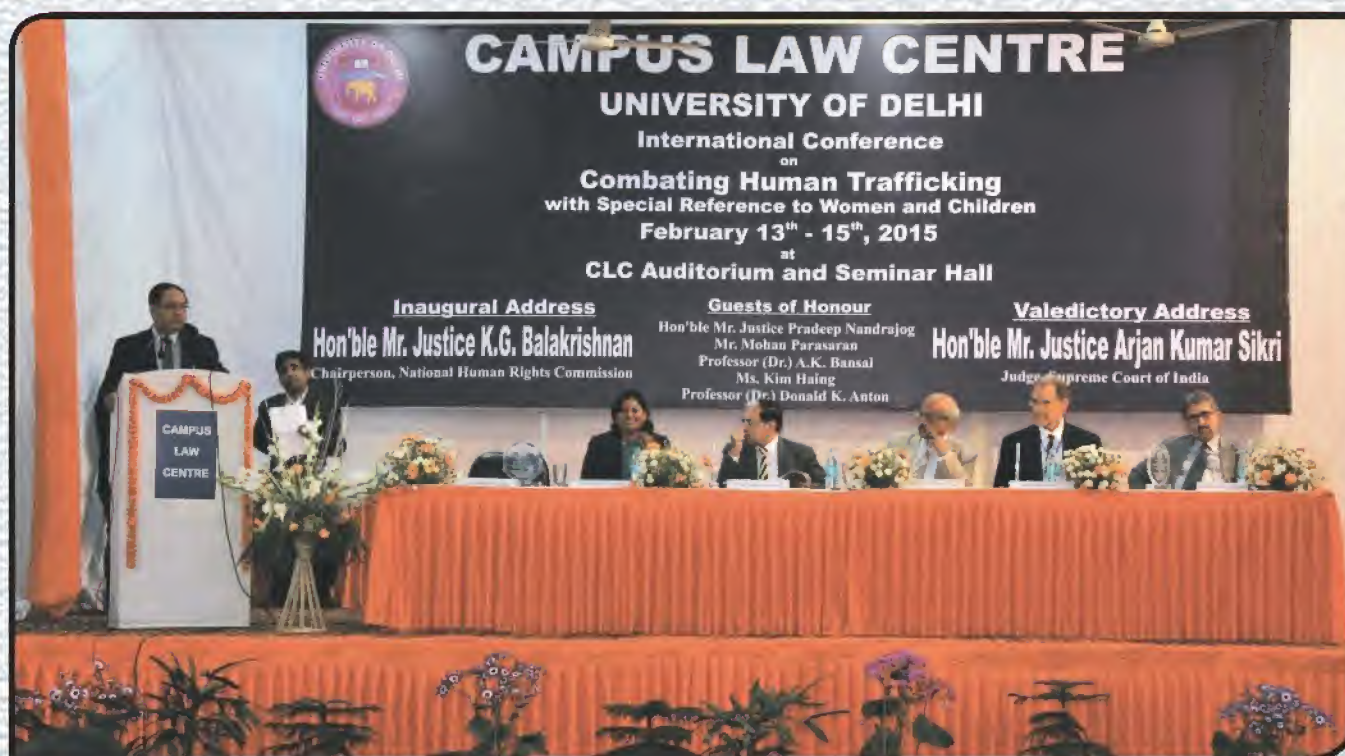 CAMPUS LAW CENTRE
UNIVERSITY OF DELHI
International Conference
on
Combating Human Trafficking
with Special Reference to Women and Children
February 13th - 15th, 2015
at
CLC Auditorium and Seminar Hall
Inaugural Address
Hon'ble Mr. Justice K.G. Balakrishnan
Chairperson, National Human Rights Commission
Guests of Honour
Hon'ble Mr. Justice Pradeep Nandrajog
Mr. Mohan Parasaran
Professor (Dr.) A.K. Bansal
Ms. Kim Haing
Professor (Dr.) Donald K. Anton
Valedictory Address
Hon'ble Mr. Justice Arjan Kumar Sikri
Judge, Supreme Court of India
CAMPUS
LAW
CENTRE